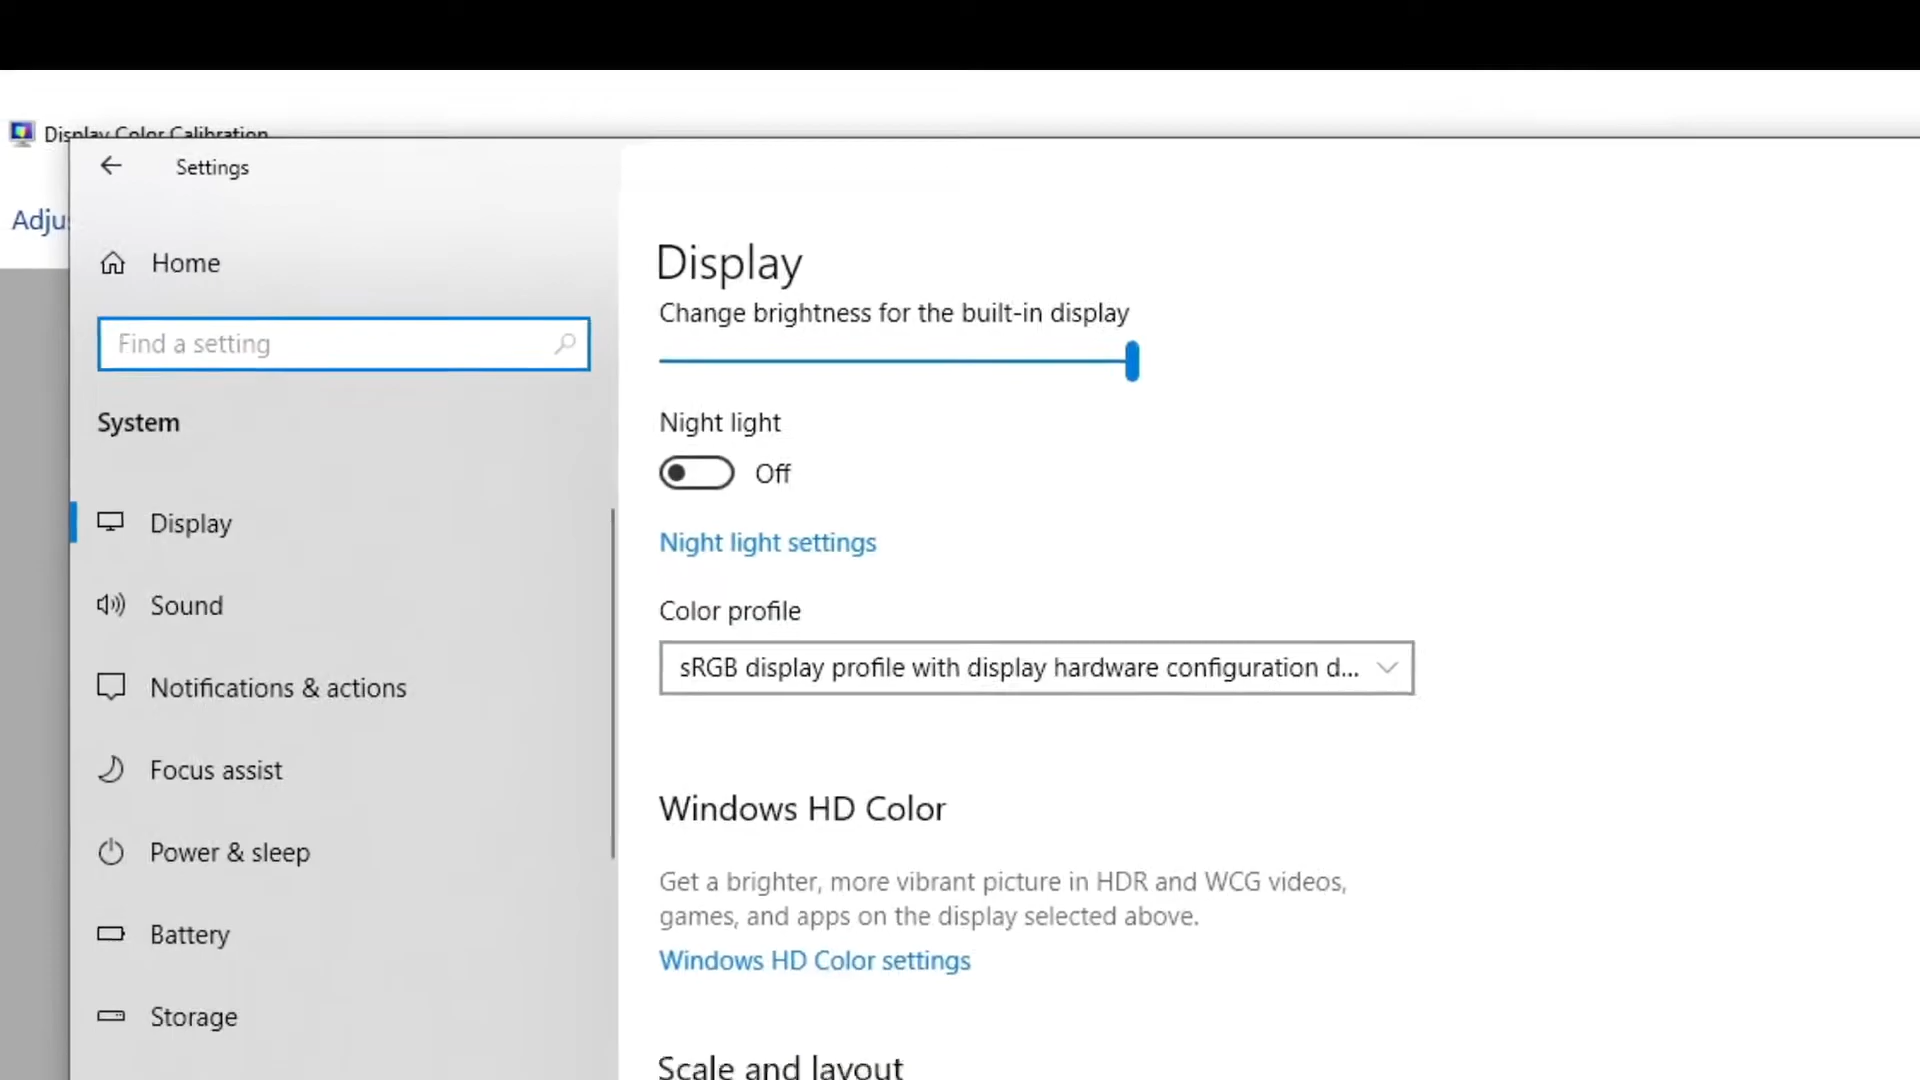 Display Color Calibration
Settings
Adjus
Home
Find a setting
System
Display
Sound
Notifications & actions
Focus assist
Power & sleep
Battery
Storage
Display
Change brightness for the built-in display
Night light
Off
Night light settings
Color profile
sRGB display profile with display hardware configuration d...
Windows HD Color
Get a brighter, more vibrant picture in HDR and WCG videos,
games, and apps on the display selected above.
Windows HD Color settings
Scale and layout